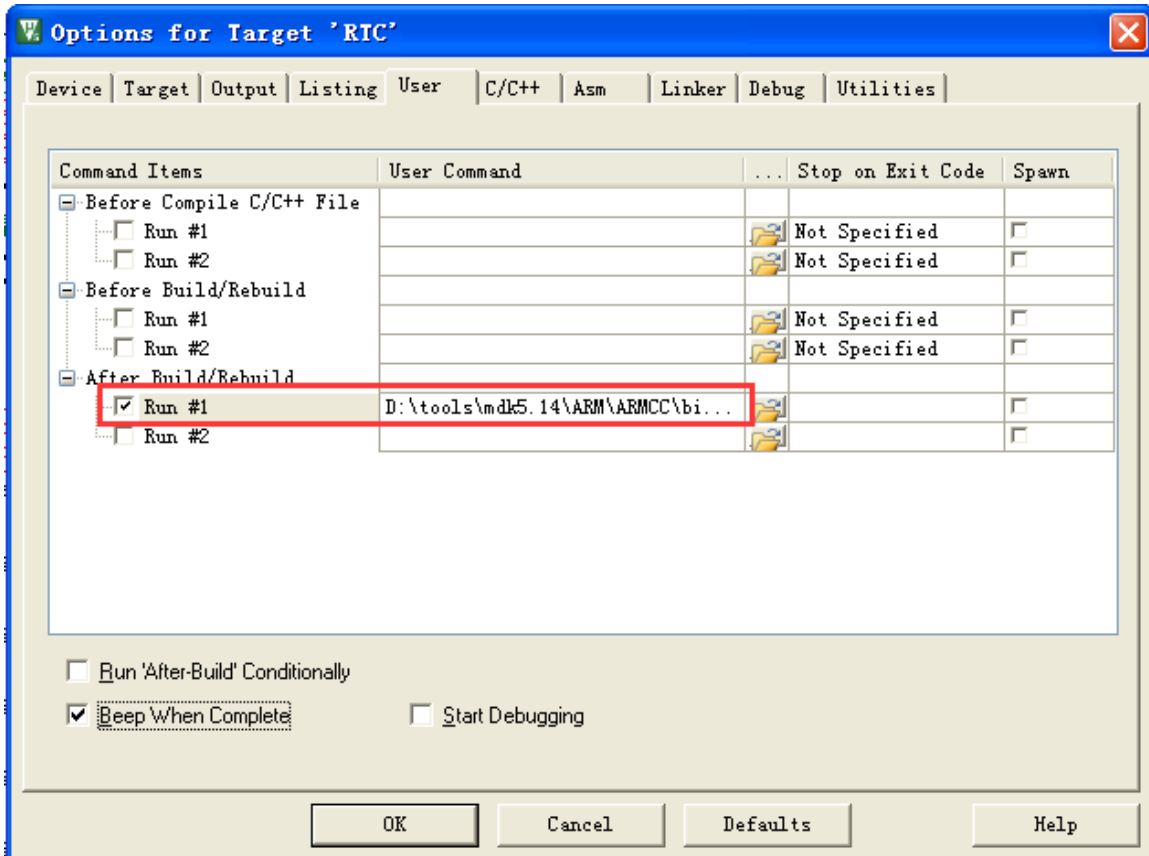 Options for Target 'RTC'
Device Target Output Listing User C/C++ Asm Linker Debug Utilities
Command Items User Command ... Stop on Exit Code Spawn
Before Compile C/C++ File
Run #1 Not Specified
Run #2 Not Specified
Before Build/Rebuild
Run #1 Not Specified
Run #2 Not Specified
After Build/Rebuild
Run #1 D:\tools\mdk5.14\ARM\ARMCC\bi...
Run #2
Run 'After-Build' Conditionally
Beep When Complete Start Debugging
OK Cancel Defaults Help